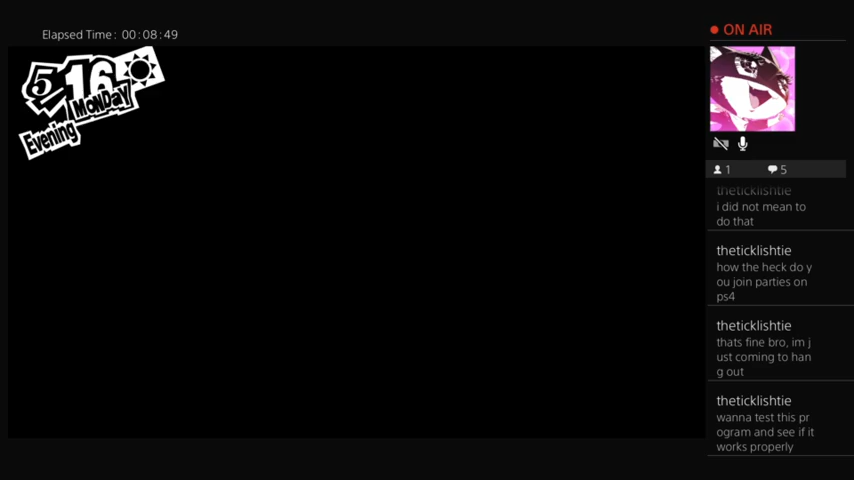 Elapsed Time: 00:08:49
ON AIR
5/16
Monday
Evening
1
5
theticklishtie
i did not mean to
do that
theticklishtie
how the heck do y
ou join parties on
ps4
theticklishtie
thats fine bro, im j
ust coming to han
g out
theticklishtie
wanna test this pr
ogram and see if it
works properly